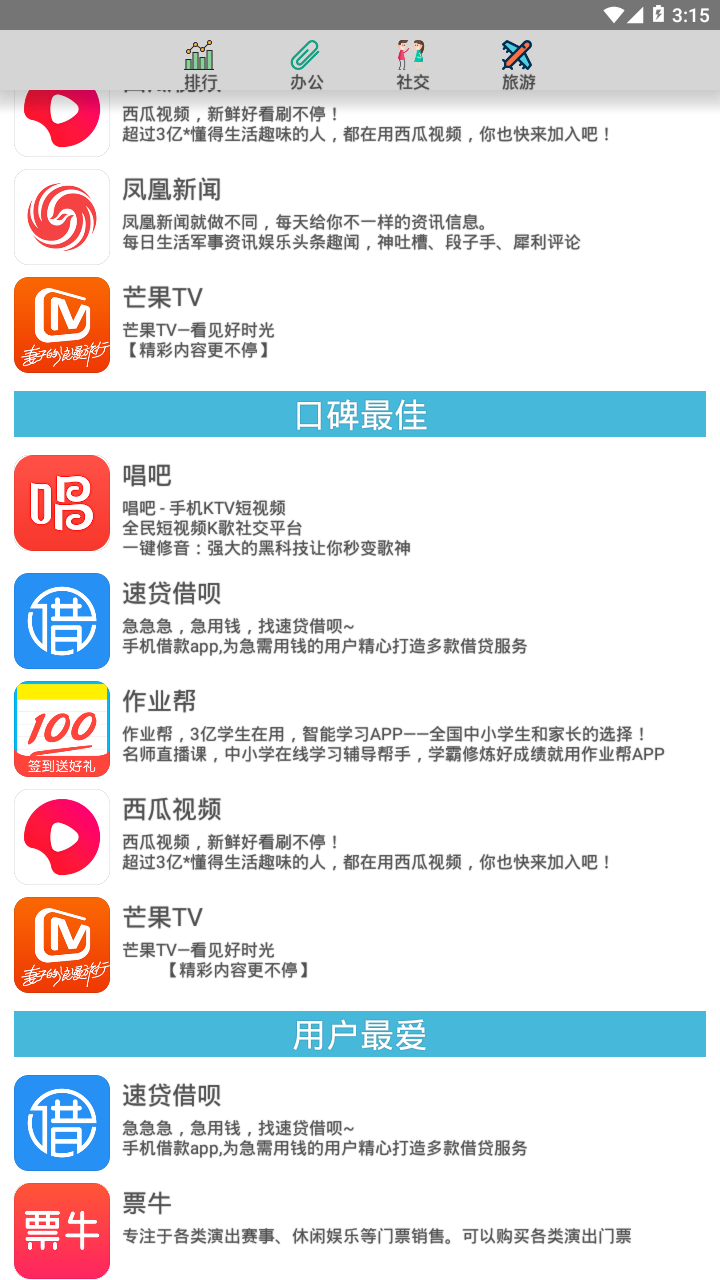 3:15
排行
办公
社交
旅游
西瓜视频，新鲜好看刷不停！
超过3亿*懂得生活趣味的人，都在用西瓜视频，你也快来加入吧！
凤凰新闻
凤凰新闻就做不同，每天给你不一样的资讯信息。
每日生活军事资讯娱乐头条趣闻，神吐槽、段子手、犀利评论
妻子的浪漫旅行
芒果TV
芒果TV—看见好时光
【精彩内容更不停】
口碑最佳
唱
唱吧
唱吧 - 手机KTV短视频
全民短视频K歌社交平台
一键修音：强大的黑科技让你秒变歌神
借
速贷借呗
急急急，急用钱，找速贷借呗~
手机借款app,为急需用钱的用户精心打造多款借贷服务
100
签到送好礼
作业帮
作业帮，3亿学生在用，智能学习APP——全国中小学生和家长的选择！
名师直播课，中小学在线学习辅导帮手，学霸修炼好成绩就用作业帮APP
西瓜视频
西瓜视频，新鲜好看刷不停！
超过3亿*懂得生活趣味的人，都在用西瓜视频，你也快来加入吧！
妻子的浪漫旅行
芒果TV
芒果TV—看见好时光
【精彩内容更不停】
用户最爱
借
速贷借呗
急急急，急用钱，找速贷借呗~
手机借款app,为急需用钱的用户精心打造多款借贷服务
票牛
票牛
专注于各类演出赛事、休闲娱乐等门票销售。可以购买各类演出门票